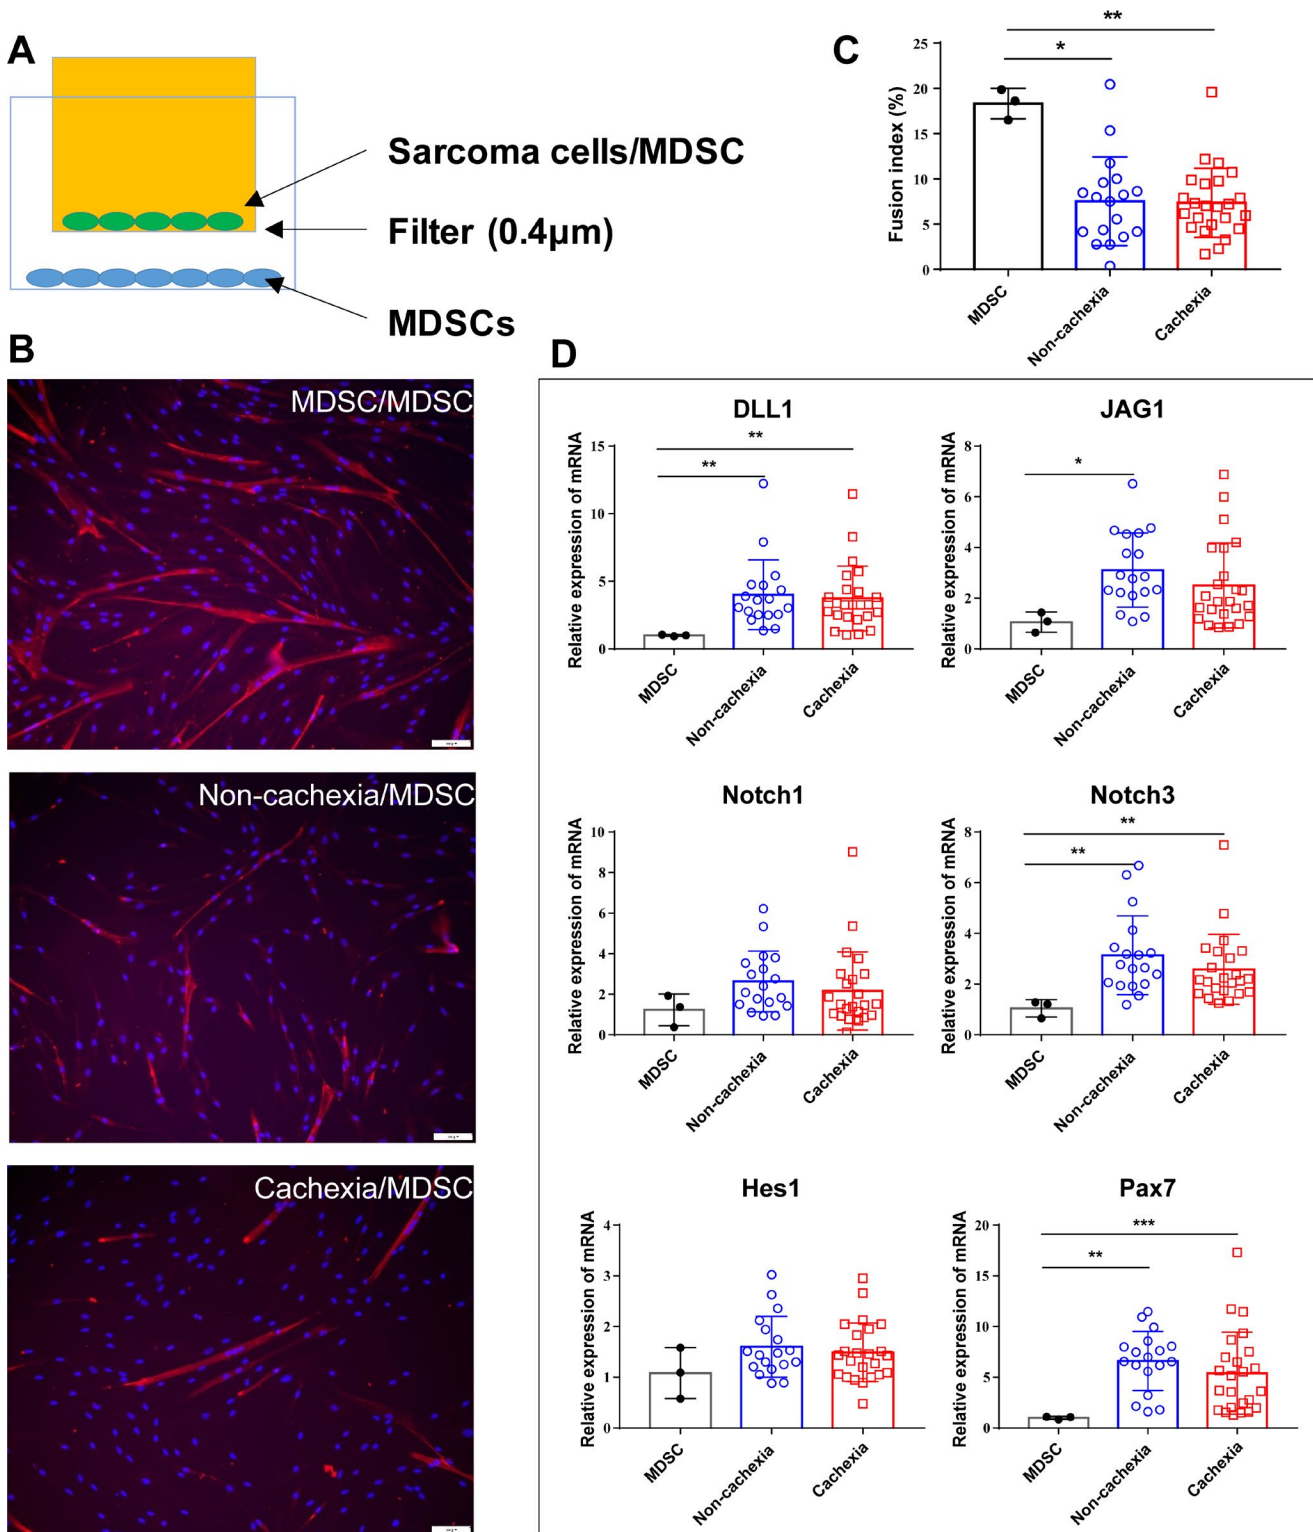 A
Sarcoma cells/MDSC
Filter (0.4μm)
MDSCs
B
MDSC/MDSC
Non-cachexia/MDSC
Cachexia/MDSC
C
**
*
Fusion index (%)
25
20
15
10
5
0
MDSC
Non-cachexia
Cachexia
D
DLL1
**
**
Relative expression of mRNA
15
10
5
0
MDSC
Non-cachexia
Cachexia
JAG1
*
Relative expression of mRNA
8
6
4
2
0
MDSC
Non-cachexia
Cachexia
Notch1
Relative expression of mRNA
10
8
6
4
2
0
MDSC
Non-cachexia
Cachexia
Notch3
**
**
Relative expression of mRNA
8
6
4
2
0
MDSC
Non-cachexia
Cachexia
Hes1
Relative expression of mRNA
4
3
2
1
0
MDSC
Non-cachexia
Cachexia
Pax7
***
**
Relative expression of mRNA
20
15
10
5
0
MDSC
Non-cachexia
Cachexia